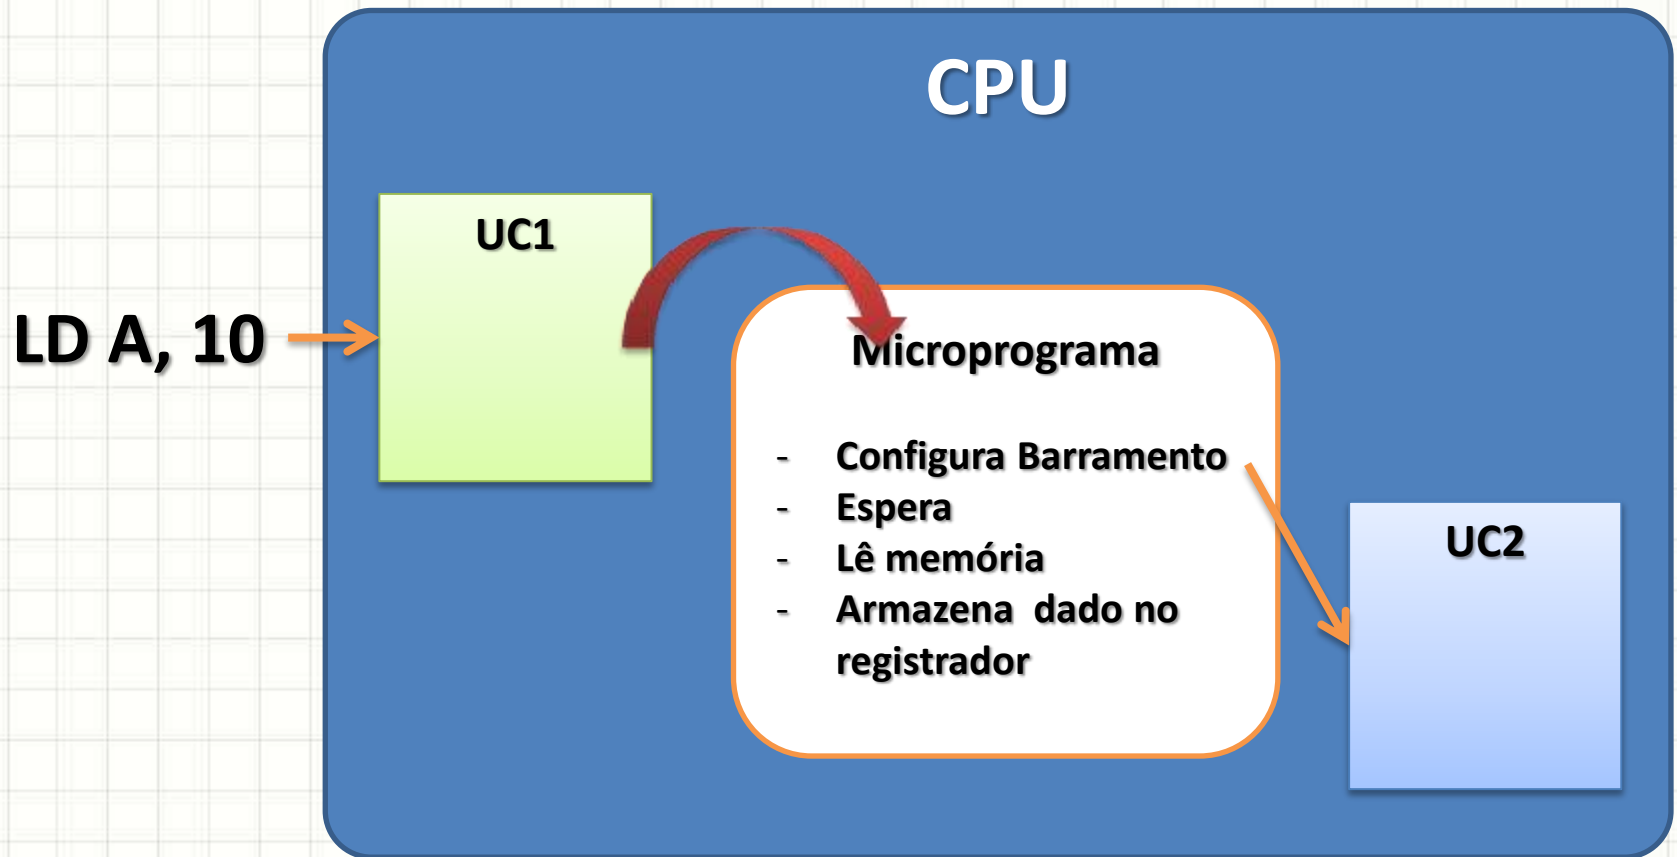 CPU
UC1
LD A, 10
Microprograma
- Configura Barramento
- Espera
- Lê memória
- Armazena dado no
registrador
UC2